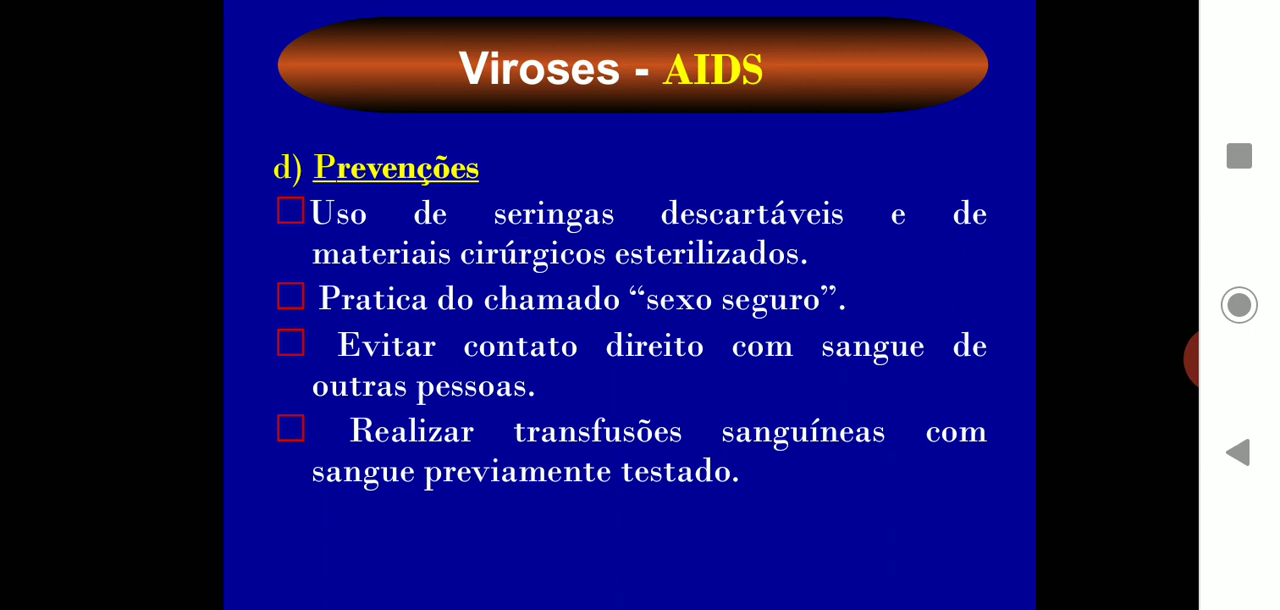 Viroses - AIDS
d) Prevenções
Uso de seringas descartáveis e de
materiais cirúrgicos esterilizados.
Pratica do chamado “sexo seguro”.
Evitar contato direito com sangue de
outras pessoas.
Realizar transfusões sanguíneas com
sangue previamente testado.